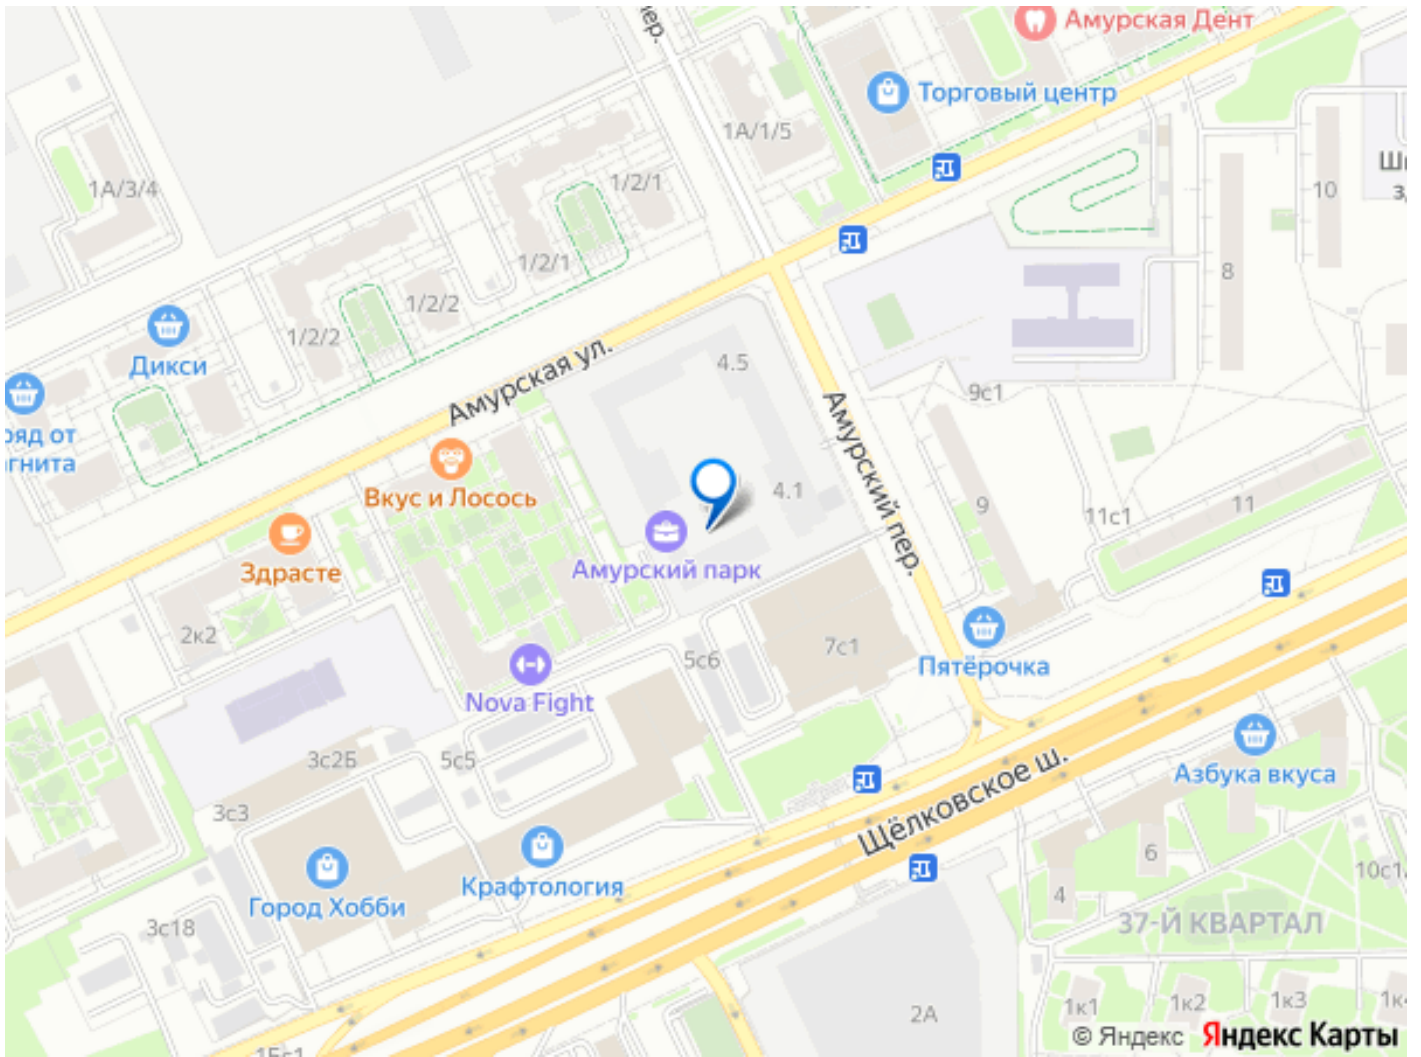 пер.
Амурская Дент
Торговый центр
1А/1/5
1А/3/4
1/2/1
10
8
1/2/1
1/2/2
1/2/2
Дикси
4.5
Амурская ул.
Амурский пер.
9с1
Вкус и Лосось
4.1
9
11с1
11
Здрасте
Амурский парк
2к2
5с6
7с1
Пятёрочка
Nova Fight
3с2Б
5с5
Щёлковское ш.
Азбука вкуса
3с3
Крафтология
Город Хобби
6
4
37-Й КВАРТАЛ
3с18
2А
1к1
1к2
1к3
© Яндекс Яндекс Карты